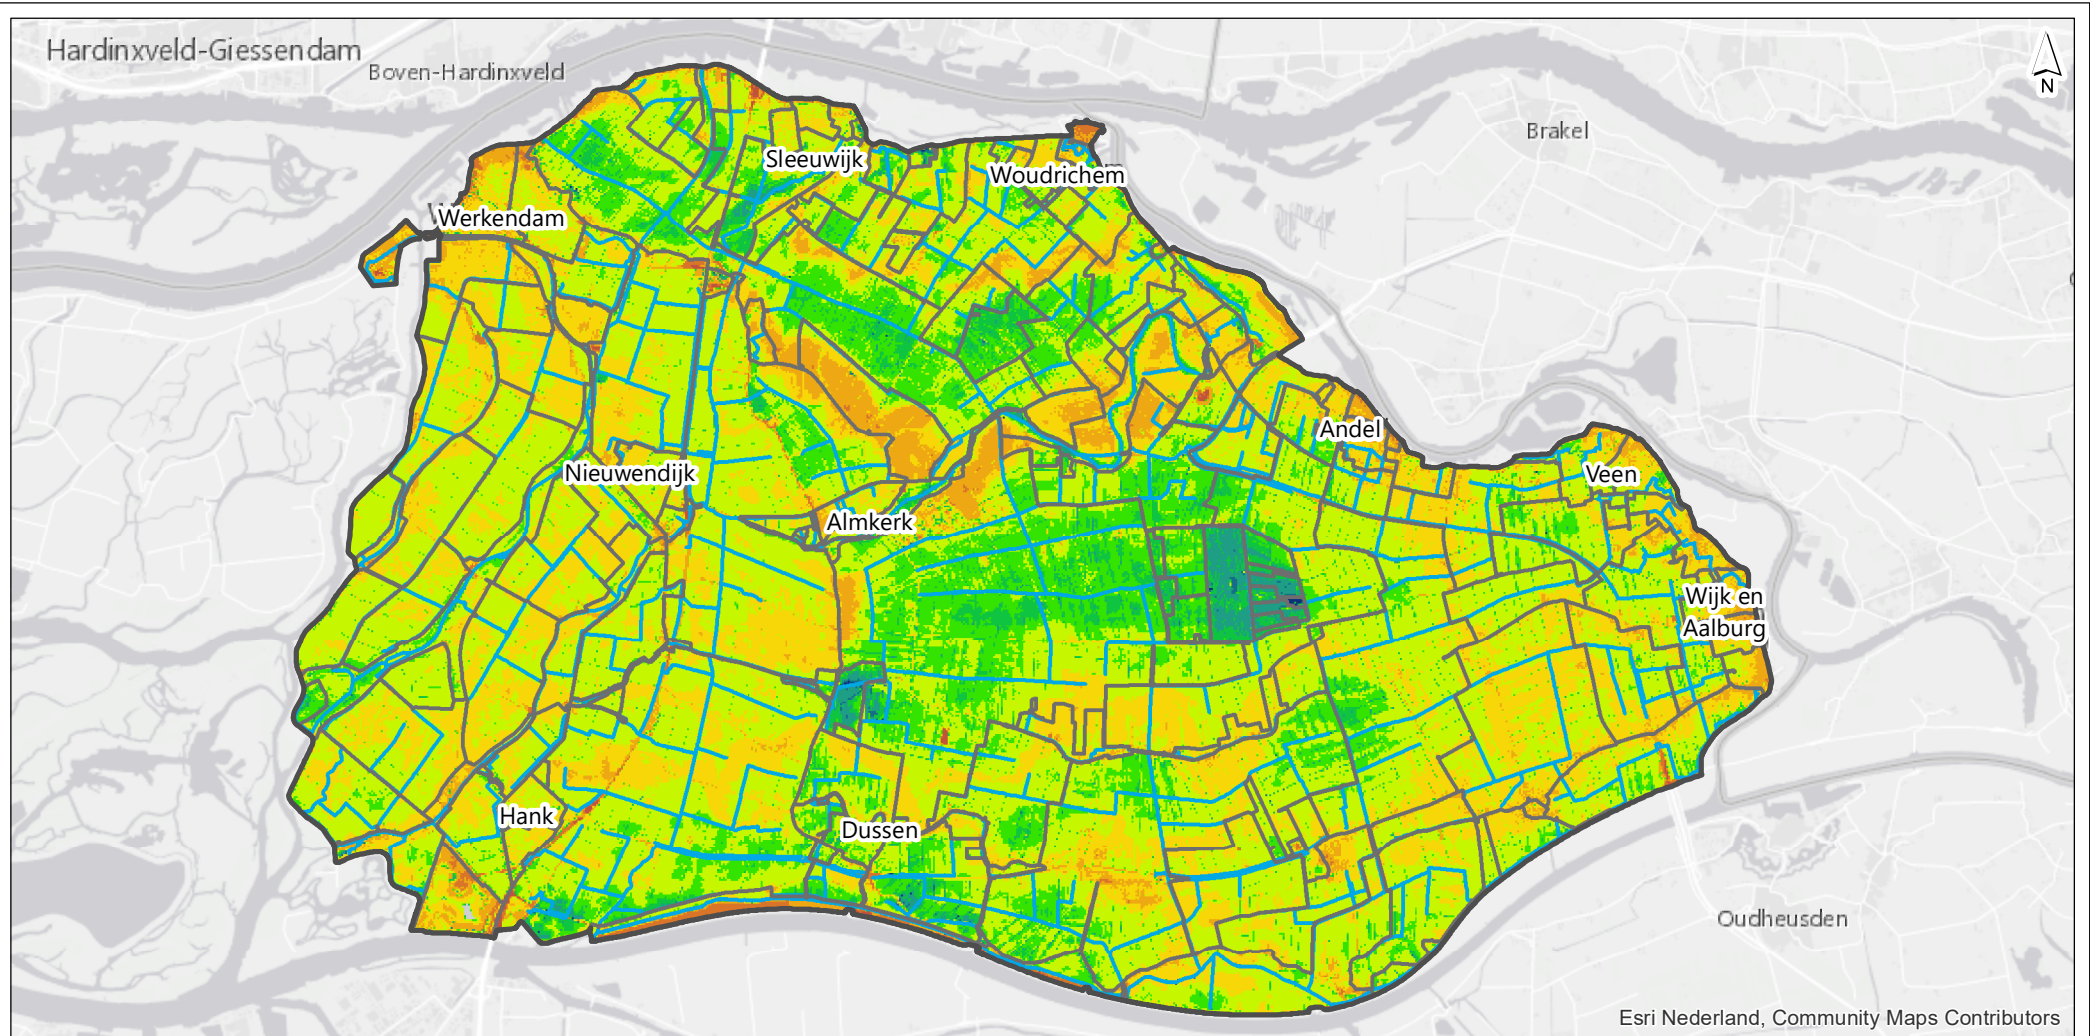 Hardinxveld-Giessendam
Boven-Hardinxveld
N
Brakel
Sleeuwijk
Woudrichem
Werkendam
Andel
Nieuwendijk
Veen
Almkerk
Wijk en
Aalburg
Hank
Dussen
Oudheusden
Esri Nederland, Community Maps Contributors